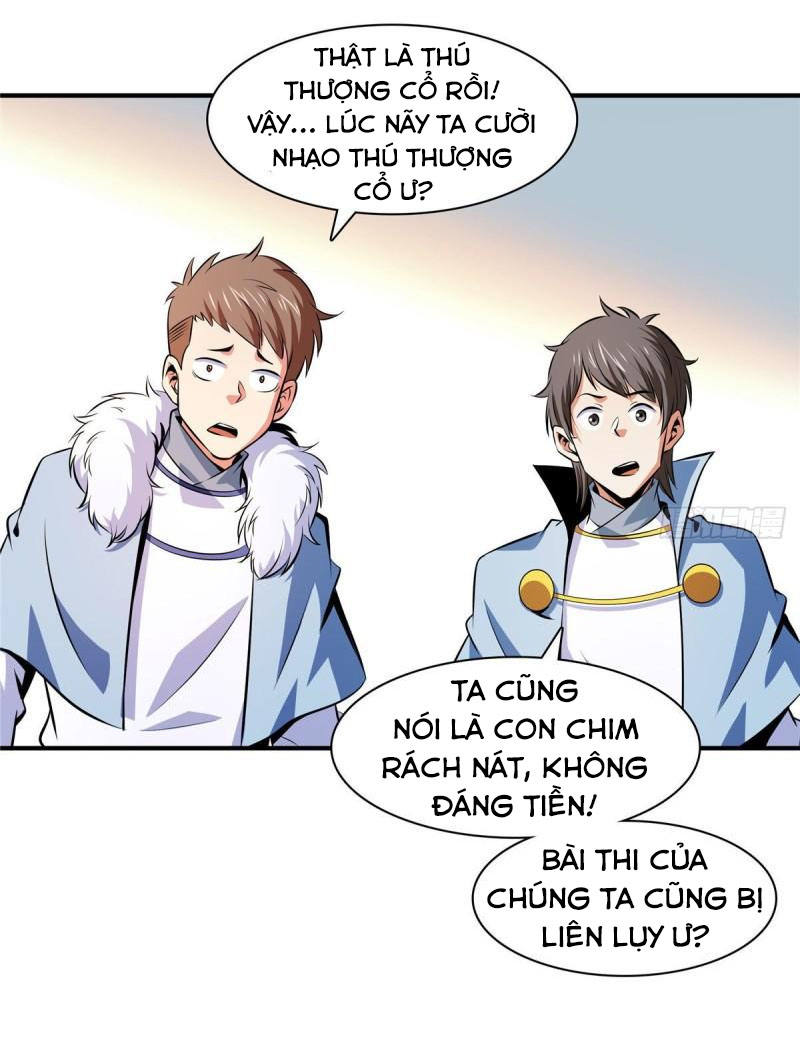 THẬT LÀ THÚ
THƯỢNG CỔ RỒI!
VẬY... LÚC NÃY TA CƯỜI
NHẠO THÚ THƯỢNG
CỔ Ư?
TA CŨNG
NÓI LÀ CON CHIM
RÁCH NÁT, KHÔNG
ĐÁNG TIỀN!
BÀI THI CỦA
CHÚNG TA CŨNG BỊ
LIÊN LỤY Ư?